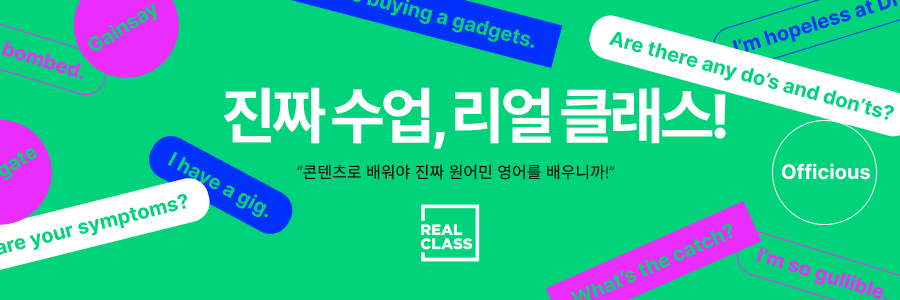 Gainsay
buying a gadgets.
I'm hopeless at
bombed.
Are there any do's and don'ts?
진짜 수업, 리얼 클래스!
gate
I have a gig.
"콘텐츠로 배워야 진짜 원어민 영어를 배우니까!"
Officious
are your symptoms?
REAL
CLASS
What's the catch?
I'm so gullible.